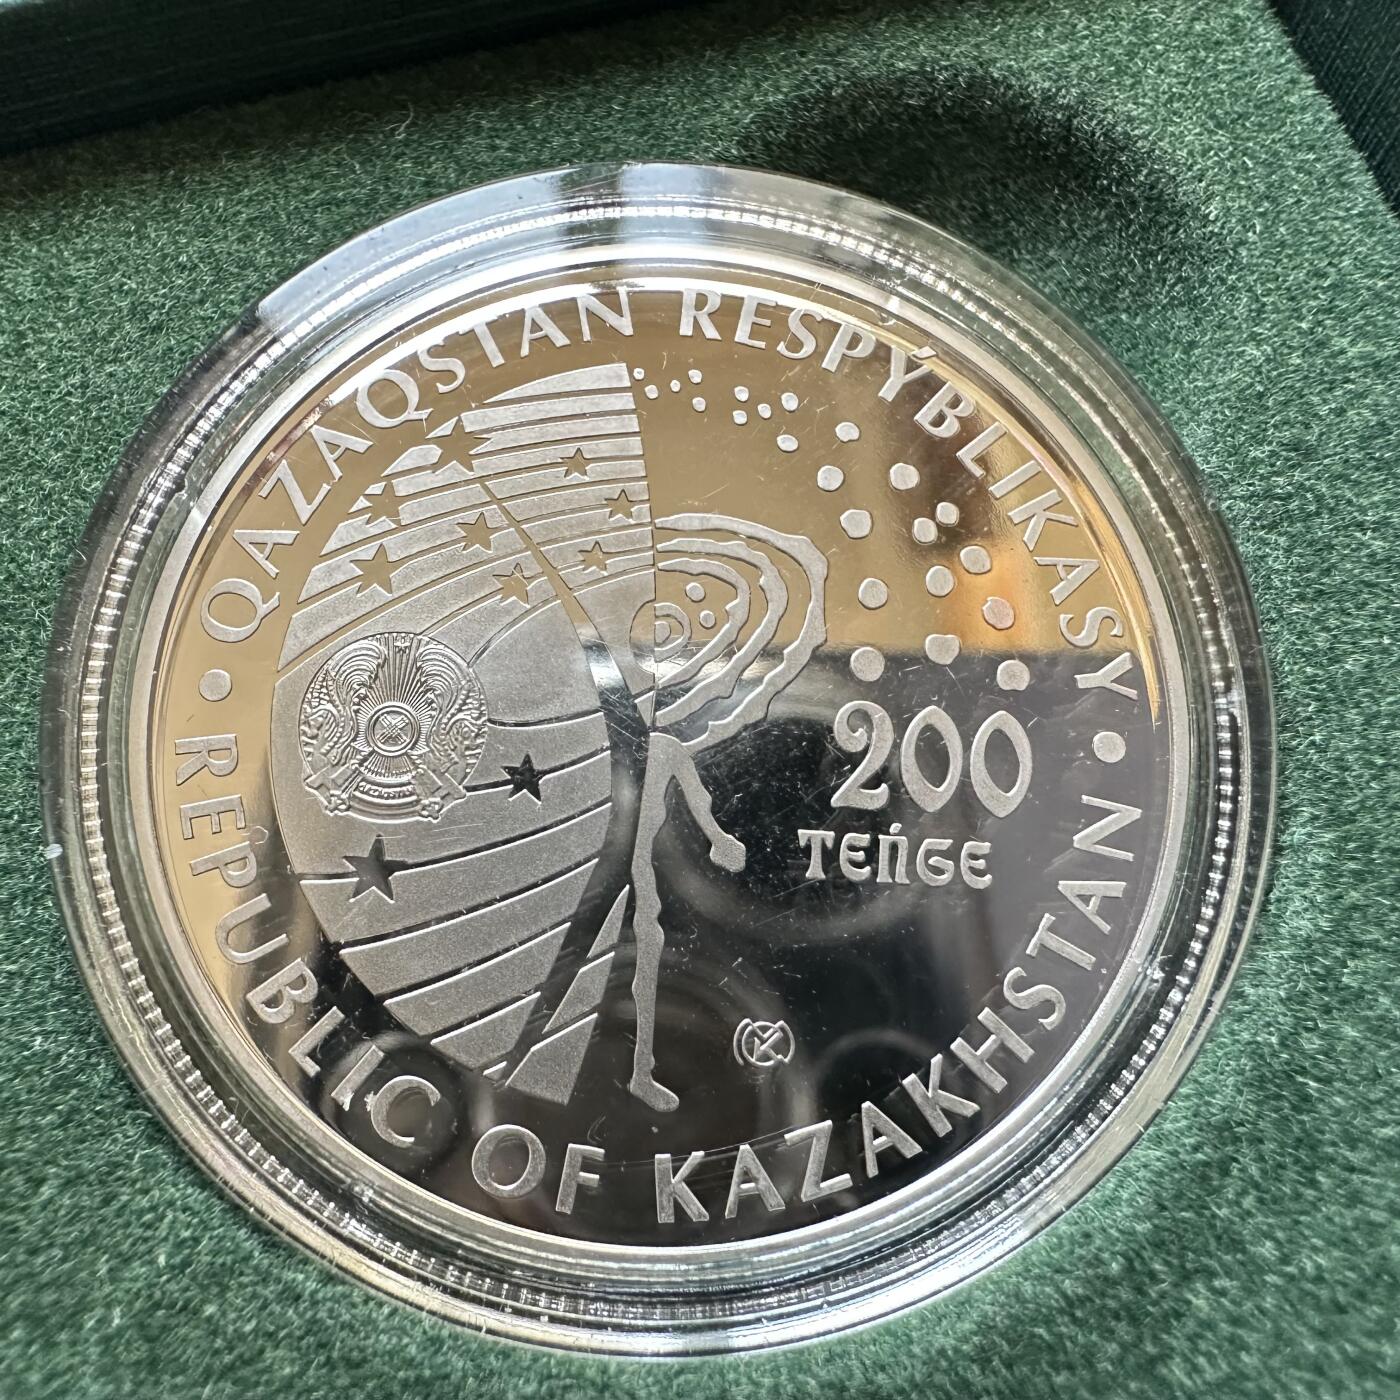 QAZAQSTAN RESPÝBLIKASY
200
TEŃGE
REPUBLIC OF KAZAKHSTAN